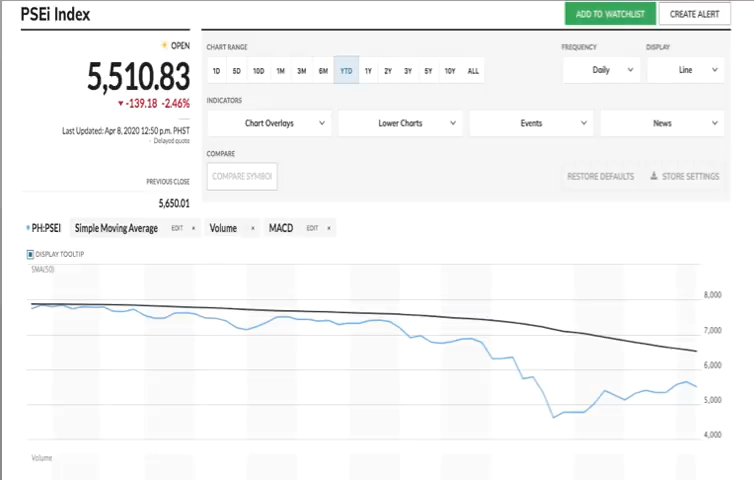 PSEi Index
ADD TO WATCHLIST
CREATE ALERT
OPEN
5,510.83
▼ -139.18 -2.46%
Last Updated: Apr 8, 2020 12:50 p.m. PHST
- Delayed quote
PREVIOUS CLOSE
5,650.01
CHART RANGE
1D 5D 10D 1M 3M 6M YTD 1Y 2Y 3Y 5Y 10Y ALL
FREQUENCY
Daily
DISPLAY
Line
INDICATORS
Chart Overlays
Lower Charts
Events
News
COMPARE
COMPARE SYMBOL
RESTORE DEFAULTS
STORE SETTINGS
PH:PSEI
Simple Moving Average EDIT ×
Volume ×
MACD EDIT ×
DISPLAY TOOLTIP
SMA(50)
8,000
7,000
6,000
5,000
4,000
Volume